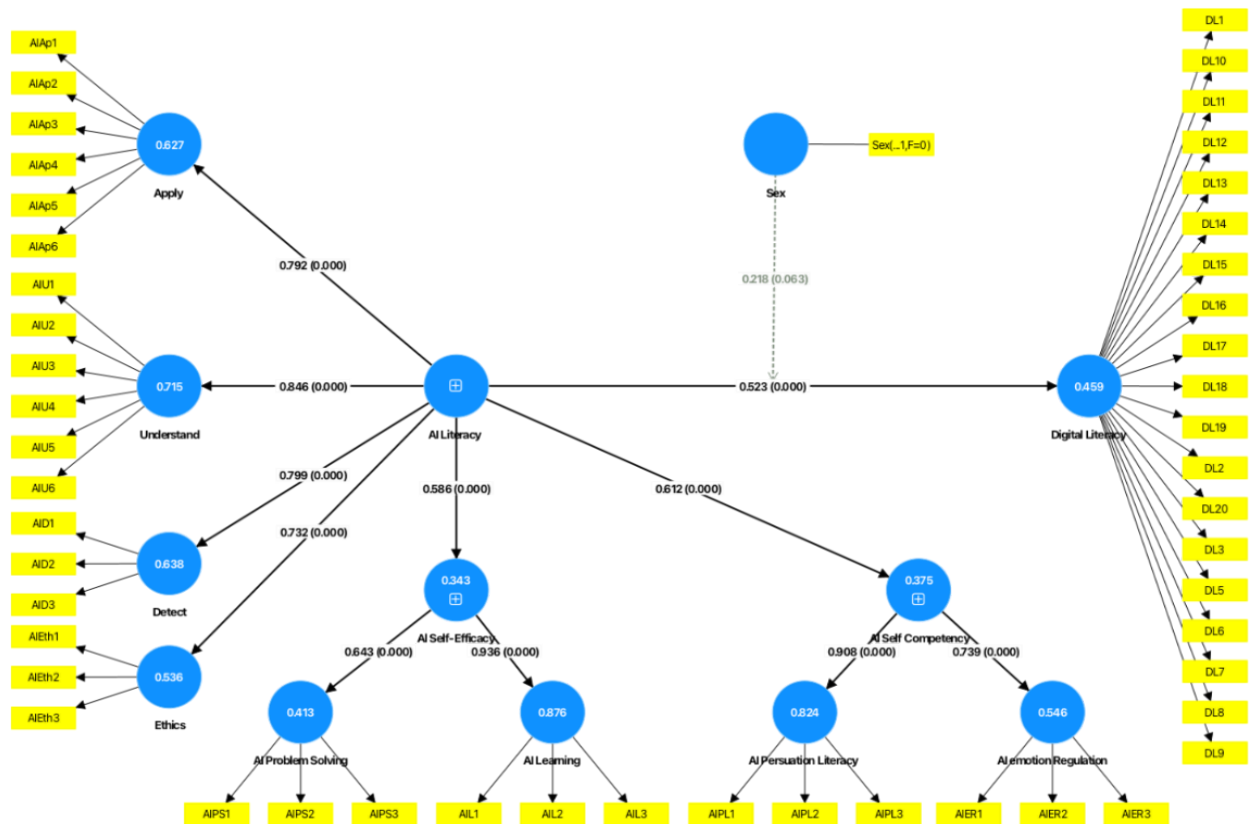 AIAp1
AIAp2
AIAp3
AIAp4
AIAp5
AIAp6
0.627
Apply
AIU1
AIU2
AIU3
AIU4
AIU5
AIU6
0.715
Understand
AID1
AID2
AID3
0.638
Detect
AIEth1
AIEth2
AIEth3
0.536
Ethics
0.792 (0.000)
0.846 (0.000)
0.799 (0.000)
0.732 (0.000)
AI Literacy
0.586 (0.000)
0.612 (0.000)
0.523 (0.000)
Sex
Sex(...1,F=0)
0.218 (0.063)
0.343
AI Self-Efficacy
0.643 (0.000)
0.936 (0.000)
0.413
AI Problem Solving
AIPS1
AIPS2
AIPS3
0.876
AI Learning
AIL1
AIL2
AIL3
0.375
AI Self Competency
0.908 (0.000)
0.739 (0.000)
0.824
AI Persuation Literacy
AIPL1
AIPL2
AIPL3
0.546
AI emotion Regulation
AIER1
AIER2
AIER3
0.459
Digital Literacy
DL1
DL10
DL11
DL12
DL13
DL14
DL15
DL16
DL17
DL18
DL19
DL2
DL20
DL3
DL5
DL6
DL7
DL8
DL9